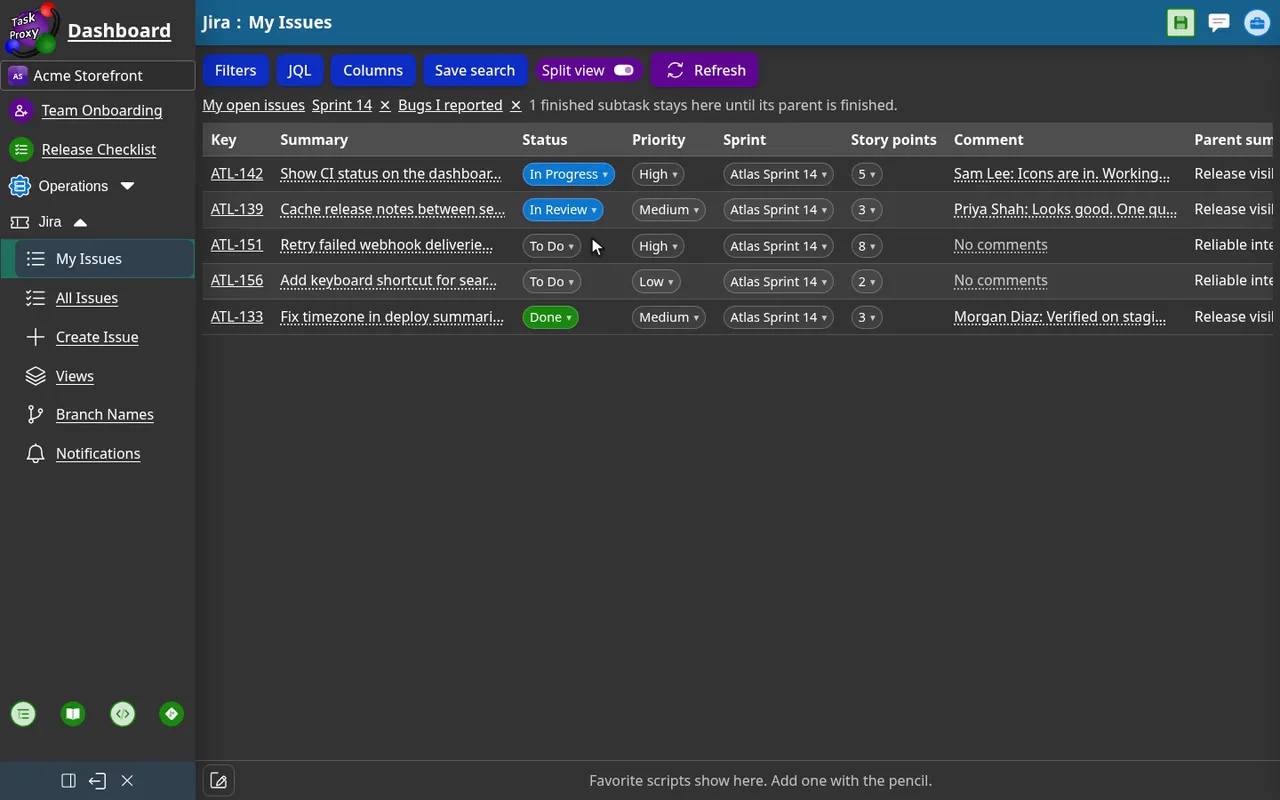 Task Proxy
Dashboard
Jira : My Issues
AS Acme Storefront
Team Onboarding
Release Checklist
Operations
Jira
My Issues
All Issues
Create Issue
Views
Branch Names
Notifications
Filters JQL Columns Save search Split view Refresh
My open issues Sprint 14 × Bugs I reported × 1 finished subtask stays here until its parent is finished.
Key Summary Status Priority Sprint Story points Comment Parent sum
ATL-142 Show CI status on the dashboar... In Progress High Atlas Sprint 14 5 Sam Lee: Icons are in. Working... Release visil
ATL-139 Cache release notes between se... In Review Medium Atlas Sprint 14 3 Priya Shah: Looks good. One qu... Release visil
ATL-151 Retry failed webhook deliverie... To Do High Atlas Sprint 14 8 No comments Reliable inte
ATL-156 Add keyboard shortcut for sear... To Do Low Atlas Sprint 14 2 No comments Reliable inte
ATL-133 Fix timezone in deploy summari... Done Medium Atlas Sprint 14 3 Morgan Diaz: Verified on stagi... Release visil
Favorite scripts show here. Add one with the pencil.